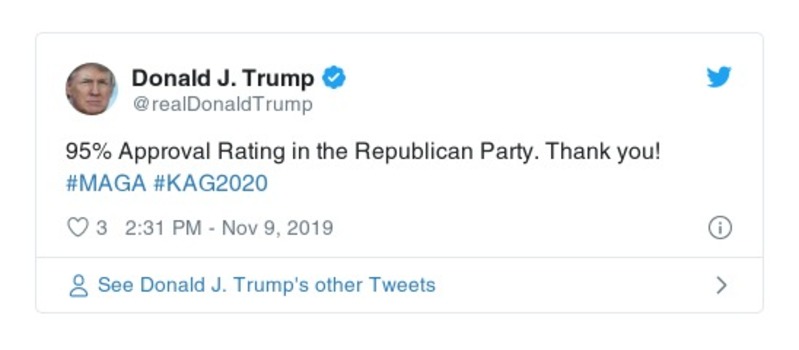 Donald J. Trump
@realDonaldTrump
95% Approval Rating in the Republican Party. Thank you!
#MAGA #KAG2020
3 2:31 PM - Nov 9, 2019
See Donald J. Trump's other Tweets